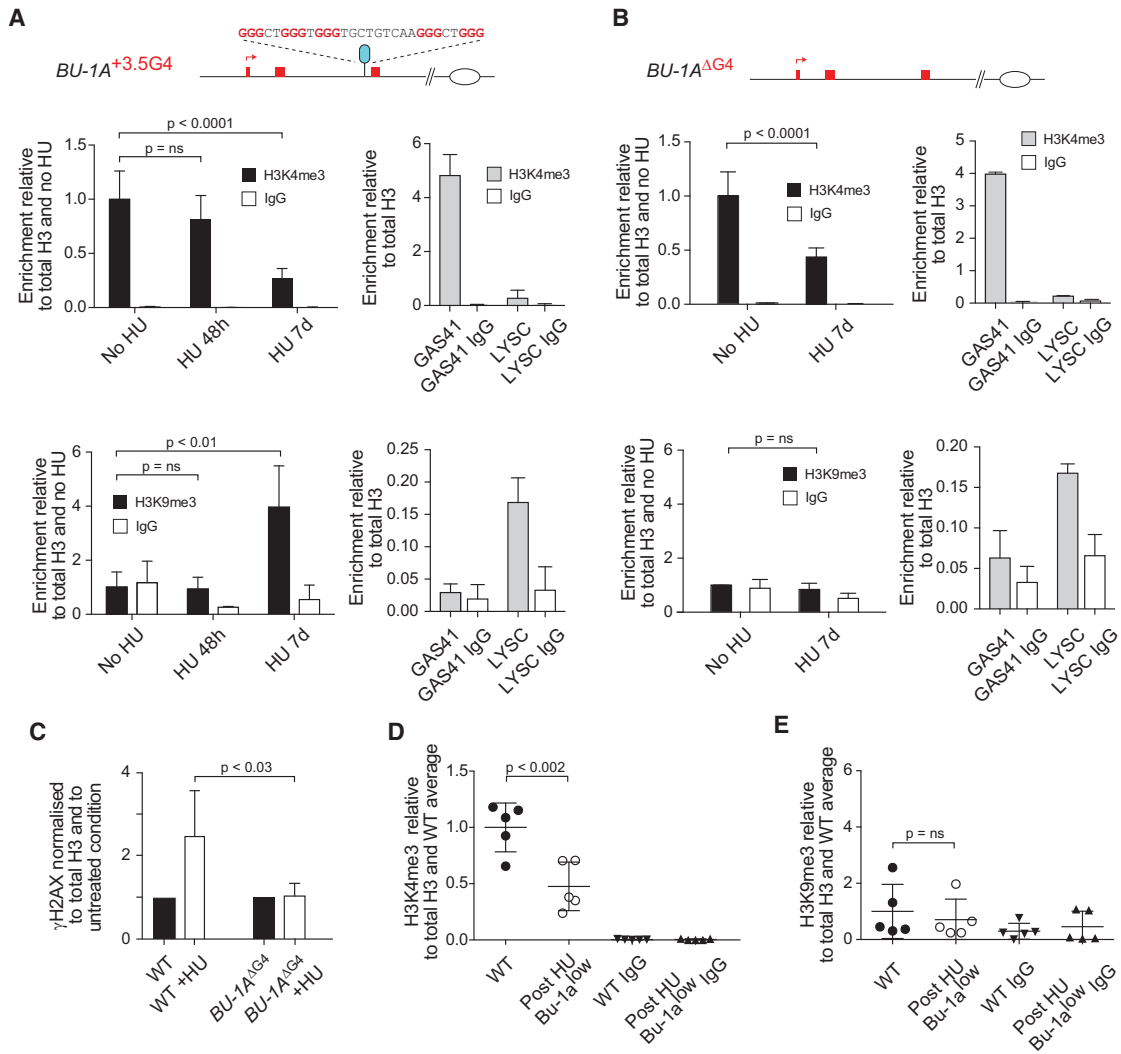 A
GGGCTGGGTGGGTGCTGTCAAGGGCTGGG
BU-1A+3.5G4
p < 0.0001
p = ns
Enrichment relative
to total H3 and no HU
1.5
1.0
0.5
0.0
H3K4me3
IgG
No HU
HU 48h
HU 7d
Enrichment relative
to total H3
6
4
2
0
H3K4me3
IgG
GAS41
GAS41 IgG
LYSC
LYSC IgG
p < 0.01
p = ns
Enrichment relative
to total H3 and no HU
6
4
2
0
H3K9me3
IgG
No HU
HU 48h
HU 7d
Enrichment relative
to total H3
0.25
0.20
0.15
0.10
0.05
0.00
GAS41
GAS41 IgG
LYSC
LYSC IgG
B
BU-1AΔG4
p < 0.0001
Enrichment relative
to total H3 and no HU
1.5
1.0
0.5
0.0
H3K4me3
IgG
No HU
HU 7d
Enrichment relative
to total H3
5
4
3
2
1
0
H3K4me3
IgG
GAS41
GAS41 IgG
LYSC
LYSC IgG
p = ns
Enrichment relative
to total H3 and no HU
6
4
2
0
H3K9me3
IgG
No HU
HU 7d
Enrichment relative
to total H3
0.20
0.15
0.10
0.05
0.00
GAS41
GAS41 IgG
LYSC
LYSC IgG
C
p < 0.03
γH2AX normalised
to total H3 and to
untreated condition
4
2
1
0
WT
WT +HU
BU-1AΔG4
BU-1AΔG4
+HU
D
p < 0.002
H3K4me3 relative
to total H3 and WT average
1.5
1.0
0.5
0.0
WT
Post HU
Bu-1a low
WT IgG
Post HU
Bu-1a low IgG
E
p = ns
H3K9me3 relative
to total H3 and WT average
6
4
2
0
WT
Post HU
Bu-1a low
WT IgG
Post HU
Bu-1a low IgG